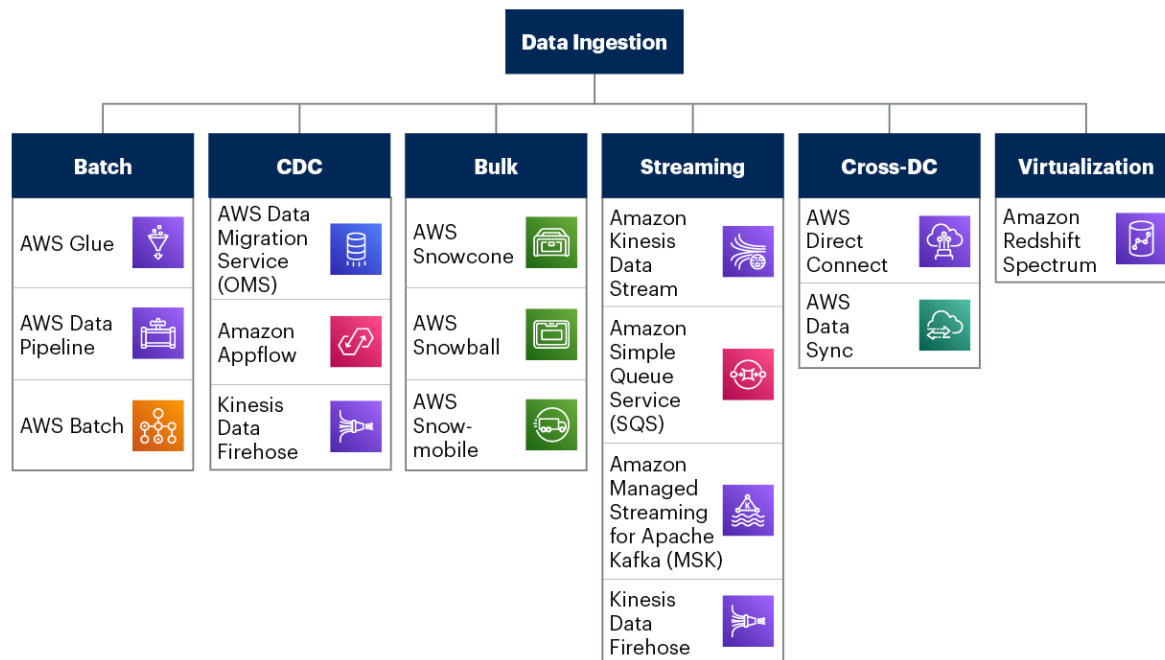 Data Ingestion
Batch
AWS Glue
AWS Data
Pipeline
AWS Batch
CDC
AWS Data
Migration
Service
(OMS)
Amazon
Appflow
Kinesis
Data
Firehose
Bulk
AWS
Snowcone
AWS
Snowball
AWS
Snow-
mobile
Streaming
Amazon
Kinesis
Data
Stream
Amazon
Simple
Queue
Service
(SQS)
Amazon
Managed
Streaming
for Apache
Kafka (MSK)
Kinesis
Data
Firehose
Cross-DC
AWS
Direct
Connect
AWS
Data
Sync
Virtualization
Amazon
Redshift
Spectrum